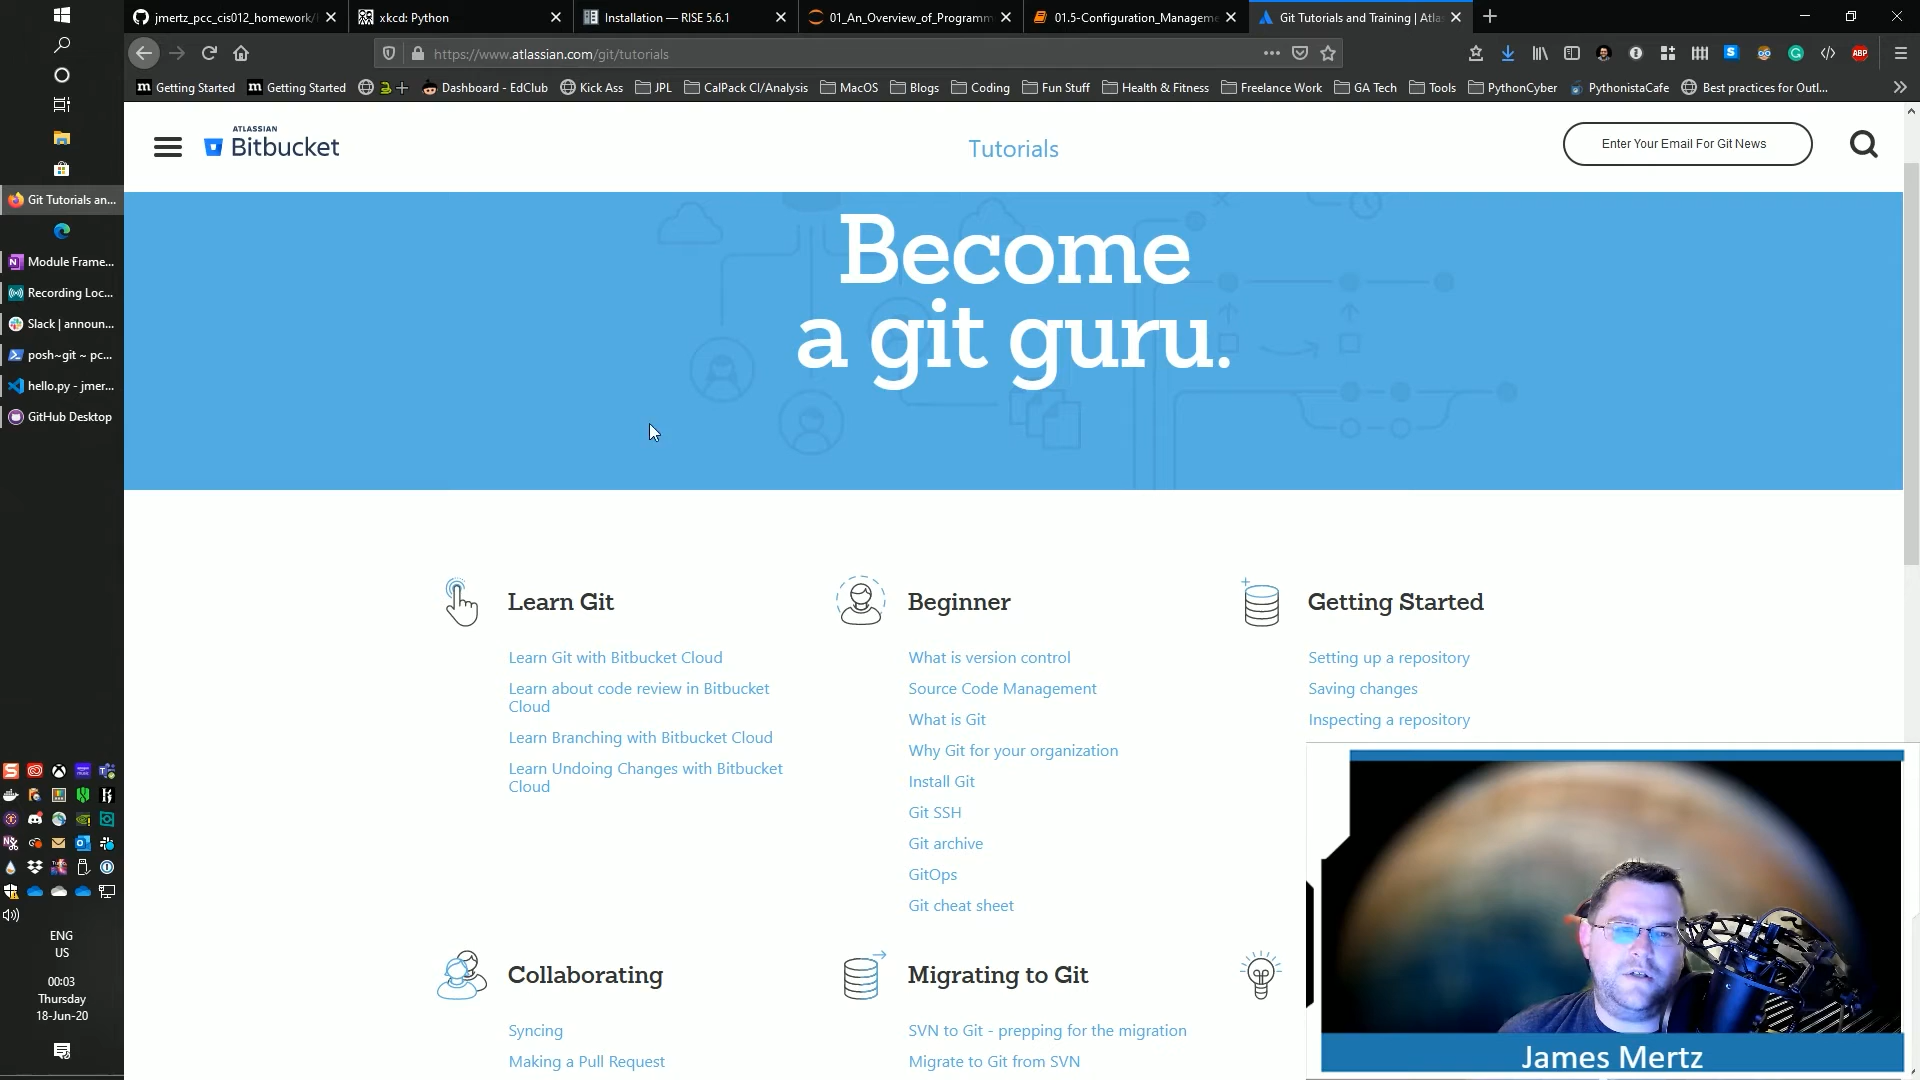 jmertz_pcc_cis012_homework/
xkcd: Python
Installation — RISE 5.6.1
01_An_Overview_of_Programm
01.5-Configuration_Manageme
Git Tutorials and Training | Atla
https://www.atlassian.com/git/tutorials
Getting Started
Getting Started
Dashboard - EdClub
Kick Ass
JPL
CalPack CI/Analysis
MacOS
Blogs
Coding
Fun Stuff
Health & Fitness
Freelance Work
GA Tech
Tools
PythonCyber
PythonistaCafe
Best practices for Outl...
Git Tutorials an...
Module Frame...
Recording Loc...
Slack | announ...
posh~git ~ pc...
hello.py - jmer...
GitHub Desktop
ENG
US
00:03
Thursday
18-Jun-20
ATLASSIAN
Bitbucket
Tutorials
Enter Your Email For Git News
Become
a git guru.
Learn Git
Learn Git with Bitbucket Cloud
Learn about code review in Bitbucket
Cloud
Learn Branching with Bitbucket Cloud
Learn Undoing Changes with Bitbucket
Cloud
Beginner
What is version control
Source Code Management
What is Git
Why Git for your organization
Install Git
Git SSH
Git archive
GitOps
Git cheat sheet
Getting Started
Setting up a repository
Saving changes
Inspecting a repository
Collaborating
Syncing
Making a Pull Request
Migrating to Git
SVN to Git - prepping for the migration
Migrate to Git from SVN
James Mertz
ABP